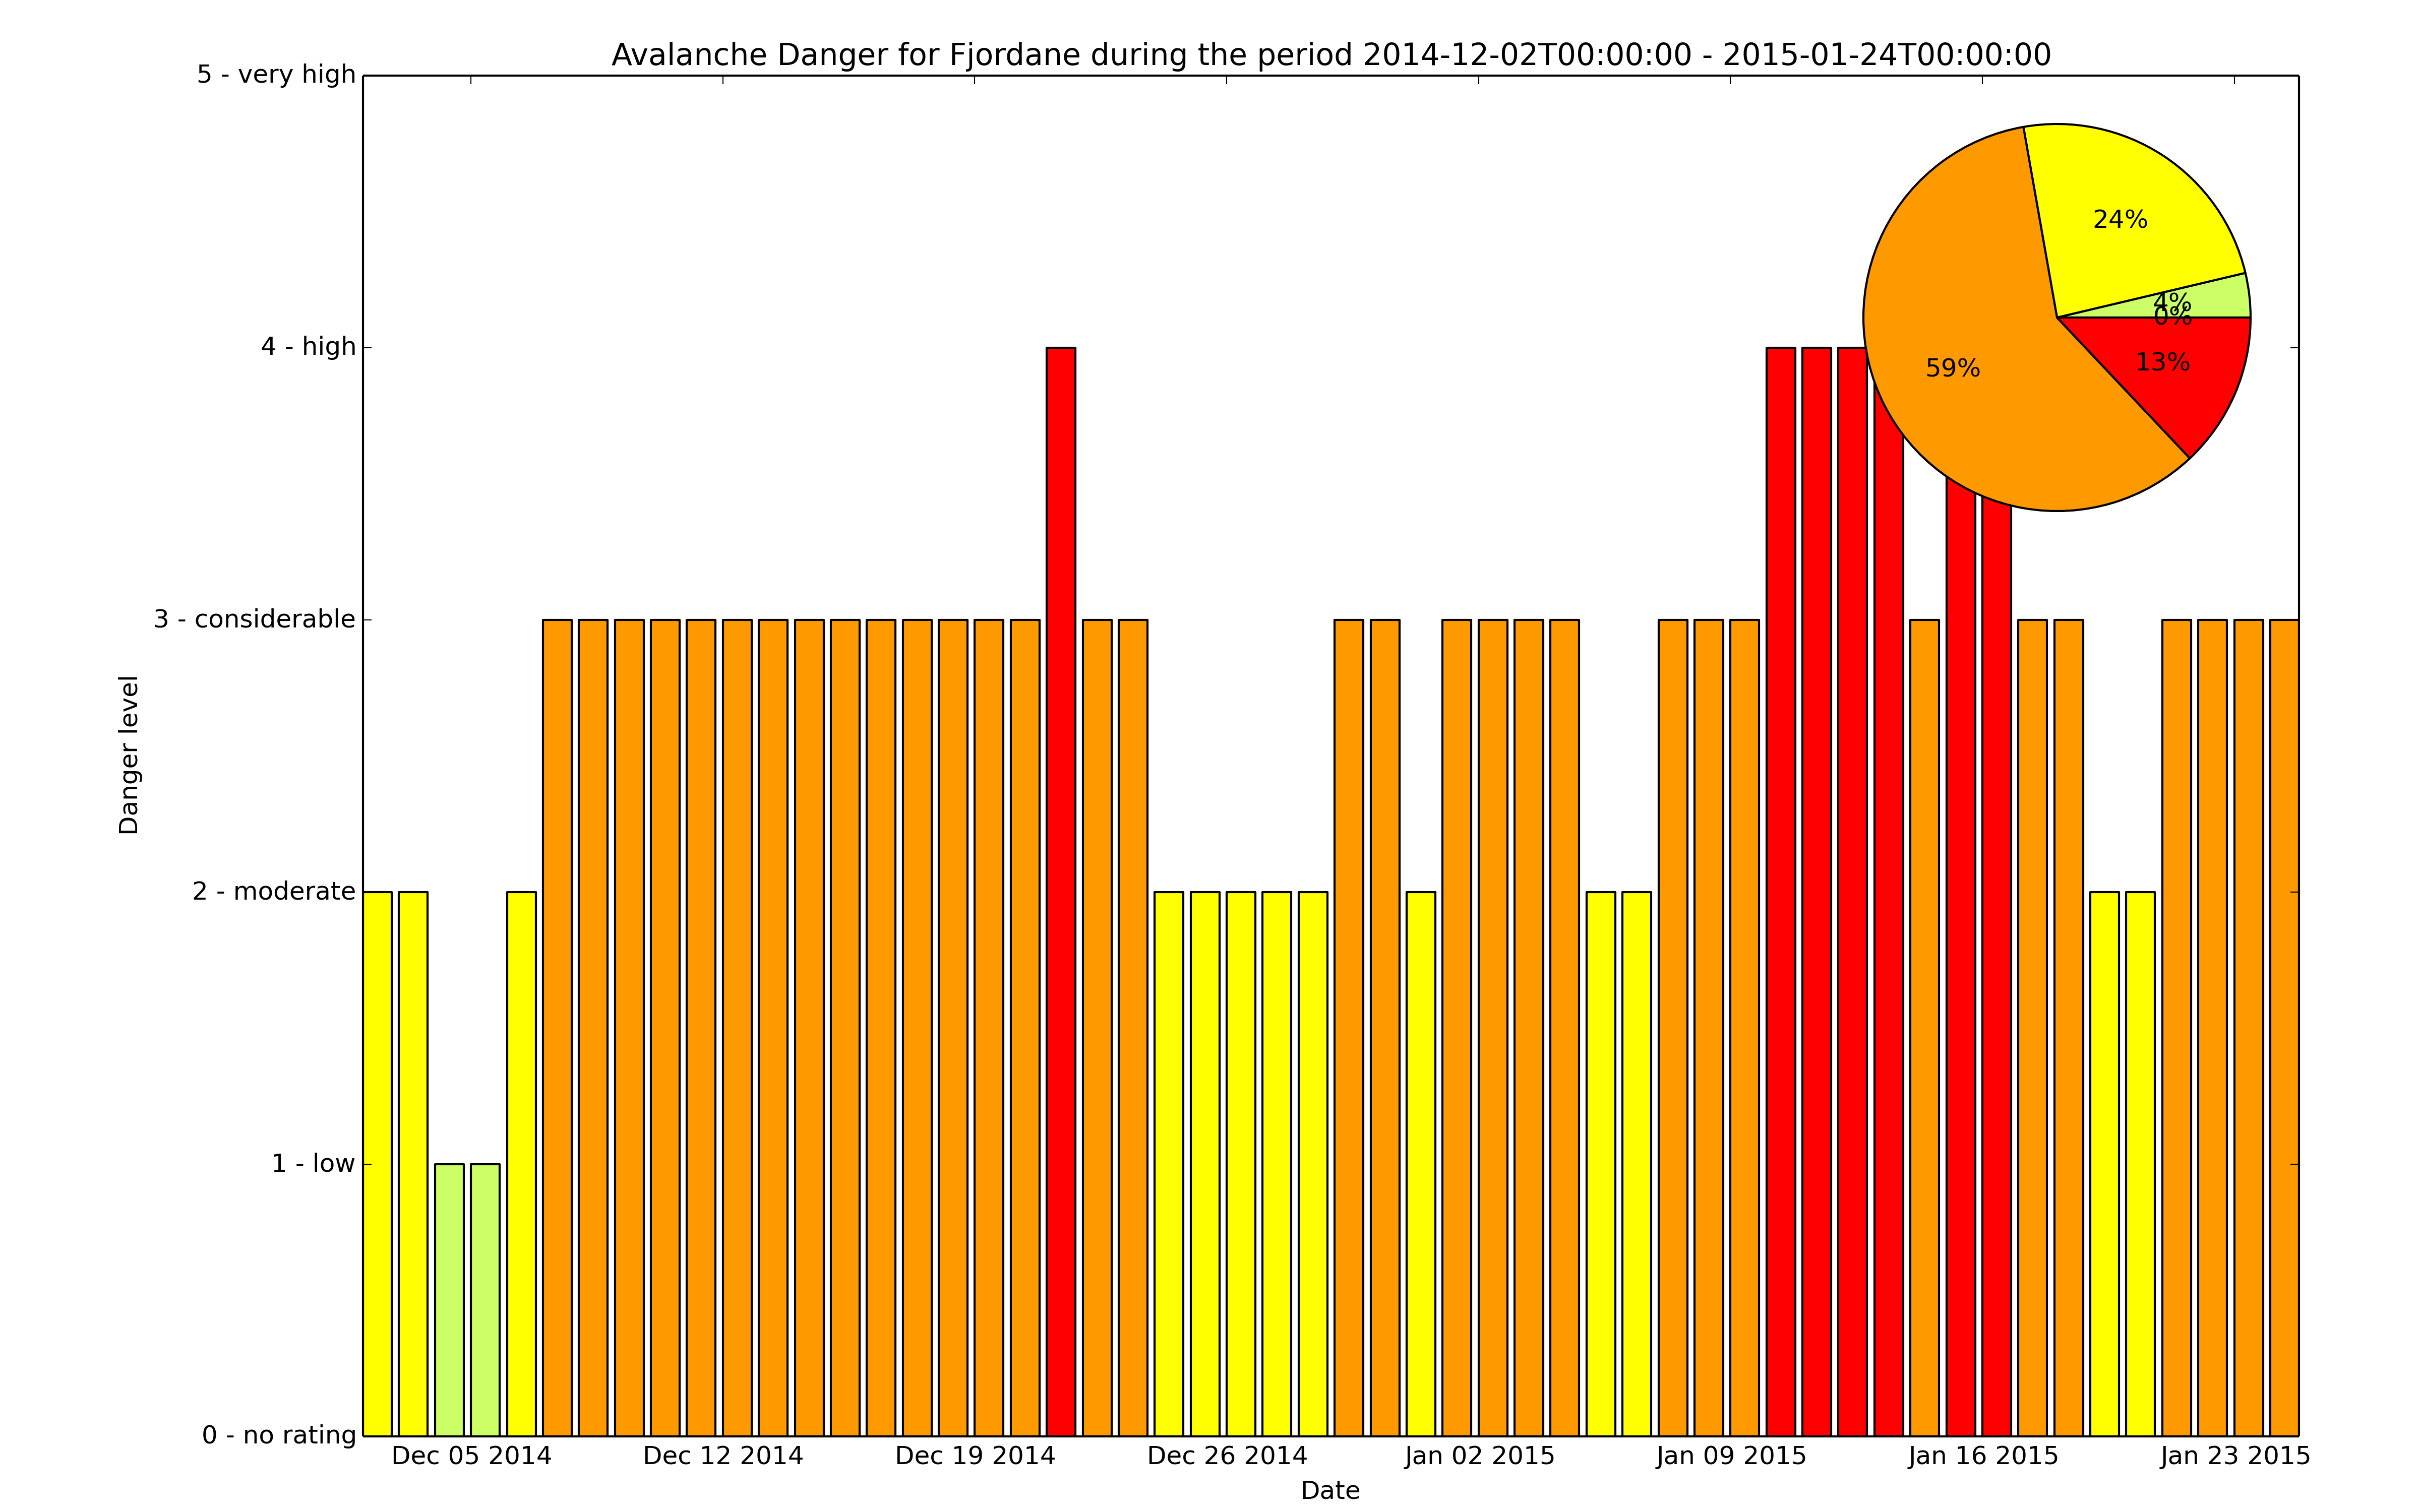 Avalanche Danger for Fjordane during the period 2014-12-02T00:00:00 - 2015-01-24T00:00:00
5 - very high
4 - high
3 - considerable
2 - moderate
1 - low
0 - no rating
Danger level
24%
4%
0%
13%
59%
Dec 05 2014
Dec 12 2014
Dec 19 2014
Dec 26 2014
Jan 02 2015
Jan 09 2015
Jan 16 2015
Jan 23 2015
Date